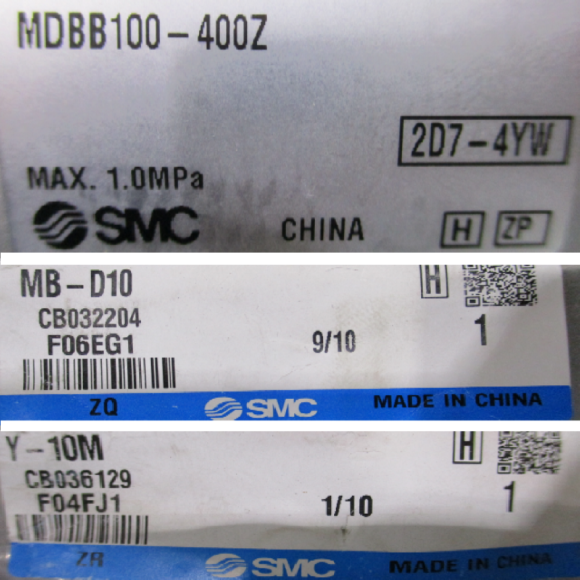 MDBB100-400Z
2D7-4YW
MAX. 1.0MPa
SMC CHINA H ZP
MB-D10 H
CB032204
F06EG1 9/10 1
ZQ SMC MADE IN CHINA
Y-10M H
CB036129
F04FJ1 1/10 1
ZR SMC MADE IN CHINA